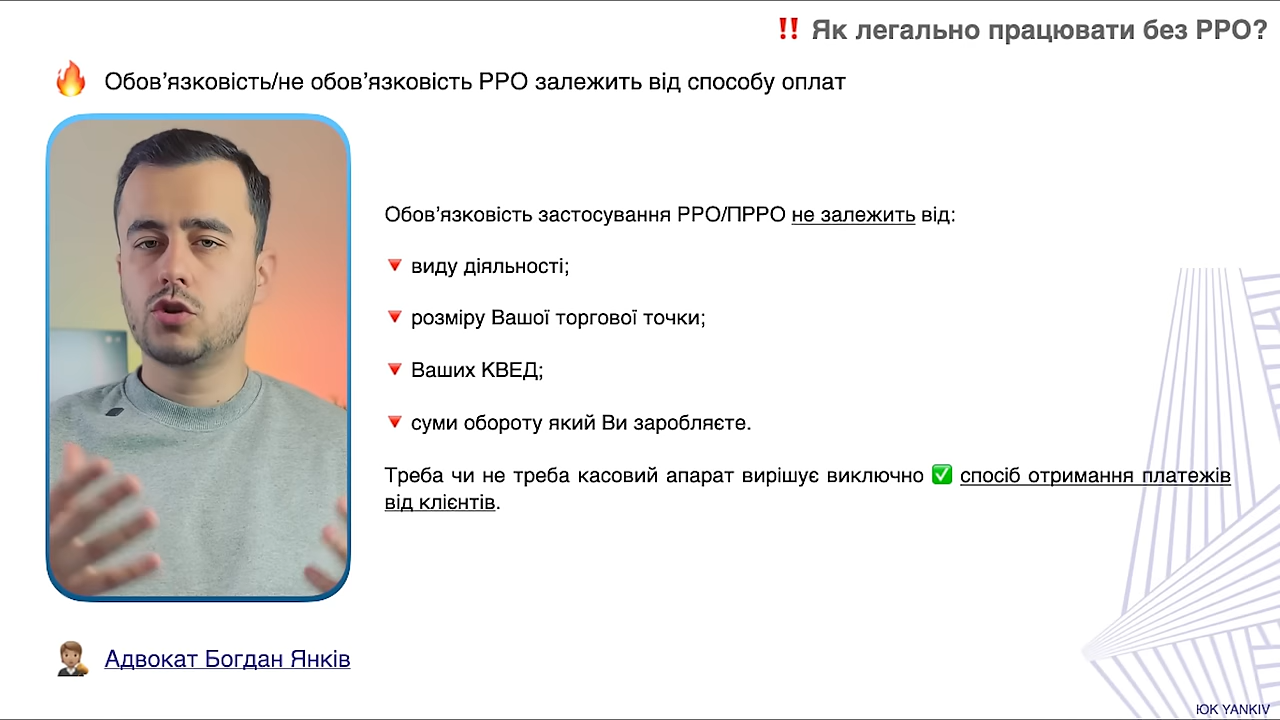 ‼️ Як легально працювати без РРО?
🔥 Обов’язковість/не обов’язковість РРО залежить від способу оплат
Обов’язковість застосування РРО/ПРРО не залежить від:
🔻 виду діяльності;
🔻 розміру Вашої торгової точки;
🔻 Ваших КВЕД;
🔻 суми обороту який Ви заробляєте.
Треба чи не треба касовий апарат вирішує виключно ✅ спосіб отримання платежів
від клієнтів.
Адвокат Богдан Янків
ЮК YANKIV